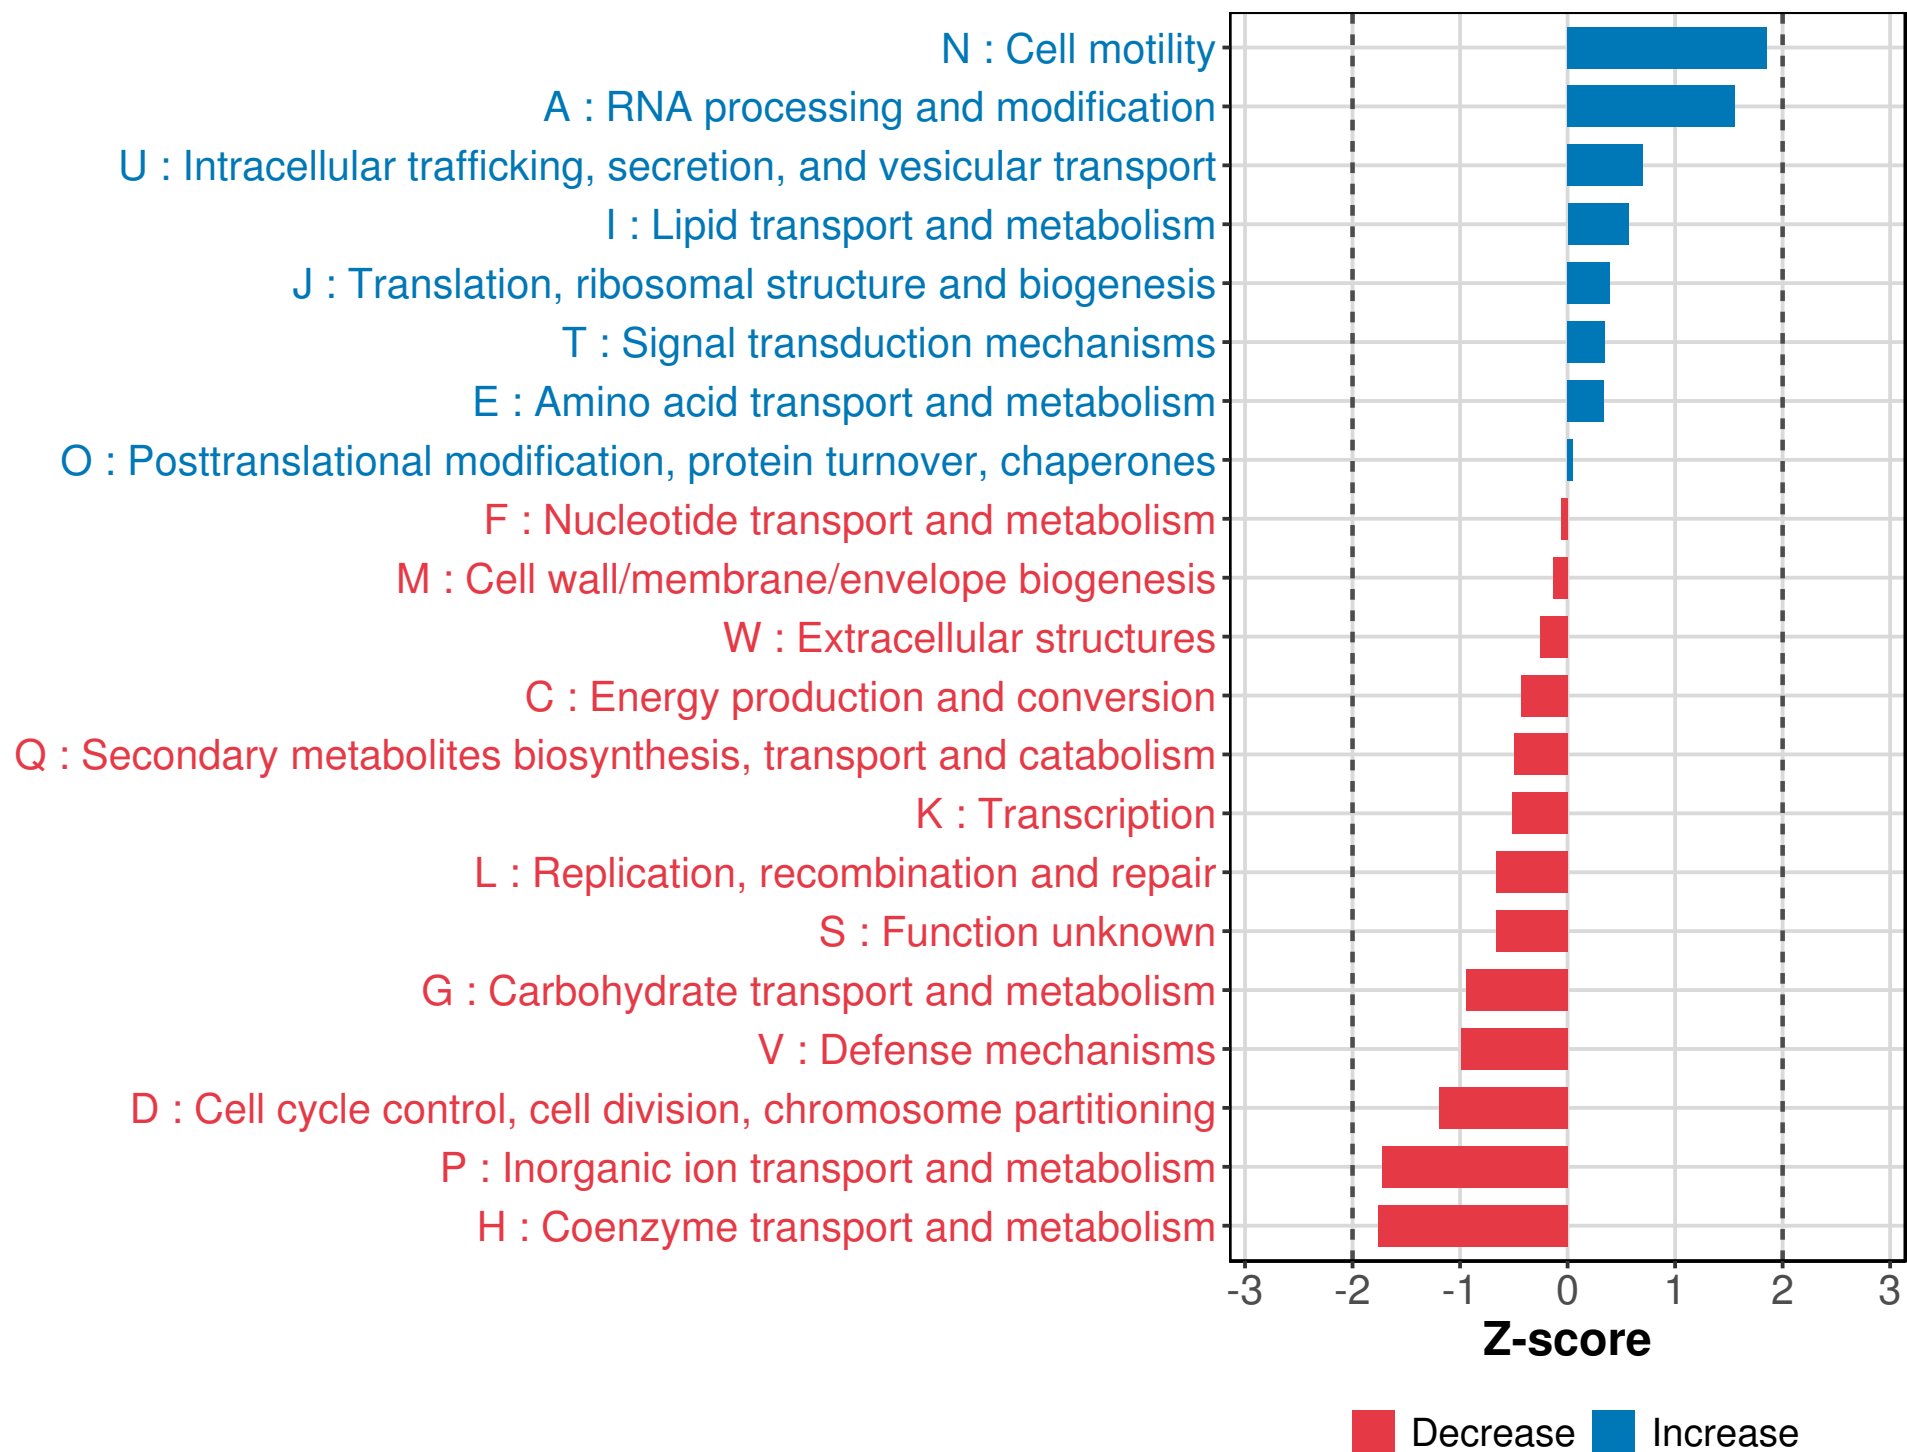 N : Cell motility
A : RNA processing and modification
U : Intracellular trafficking, secretion, and vesicular transport
I : Lipid transport and metabolism
J : Translation, ribosomal structure and biogenesis
T : Signal transduction mechanisms
E : Amino acid transport and metabolism
O : Posttranslational modification, protein turnover, chaperones
F : Nucleotide transport and metabolism
M : Cell wall/membrane/envelope biogenesis
W : Extracellular structures
C : Energy production and conversion
Q : Secondary metabolites biosynthesis, transport and catabolism
K : Transcription
L : Replication, recombination and repair
S : Function unknown
G : Carbohydrate transport and metabolism
V : Defense mechanisms
D : Cell cycle control, cell division, chromosome partitioning
P : Inorganic ion transport and metabolism
H : Coenzyme transport and metabolism
-3 -2 -1 0 1 2 3
Z-score
Decrease Increase